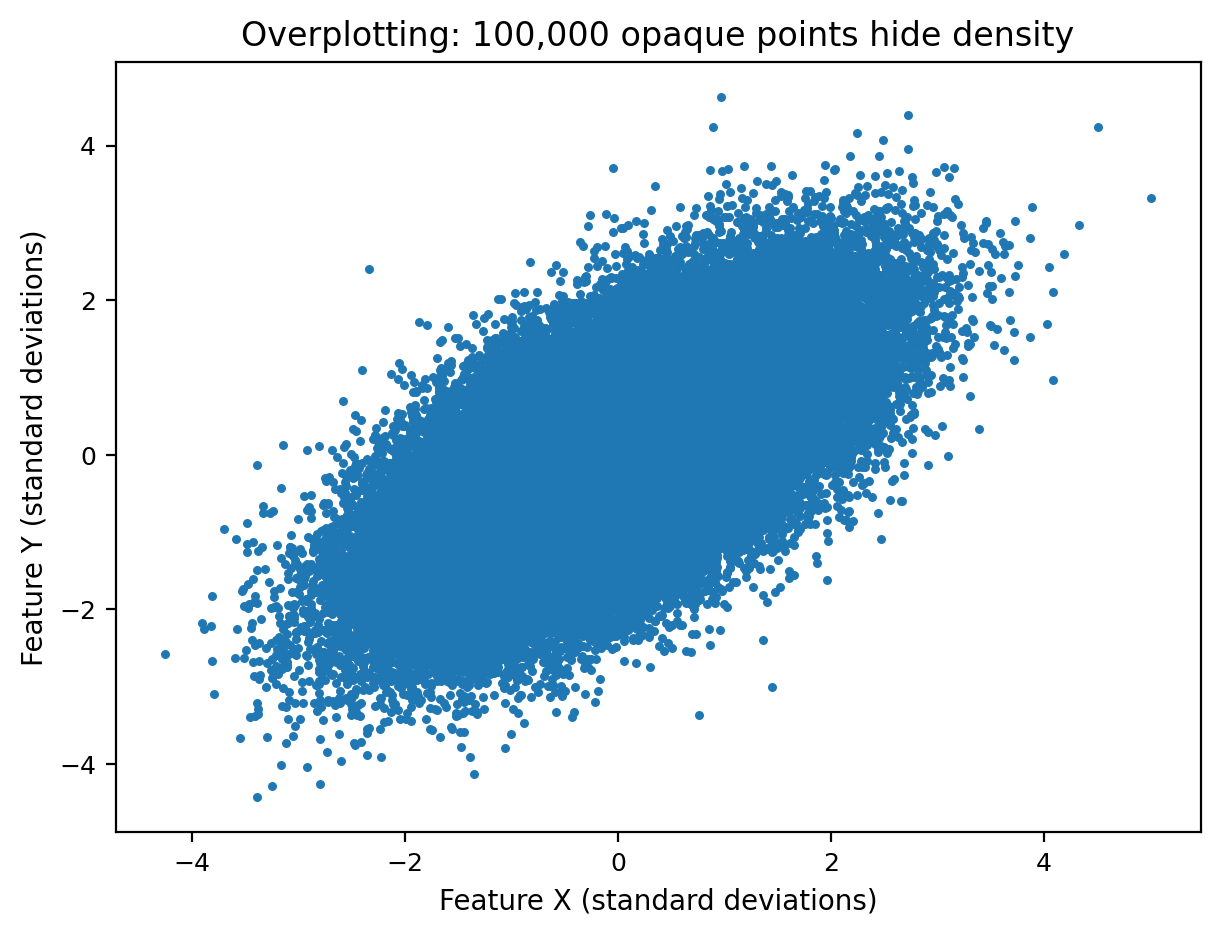 Overplotting: 100,000 opaque points hide density
4
2
0
−2
−4
Feature Y (standard deviations)
−4 −2 0 2 4
Feature X (standard deviations)